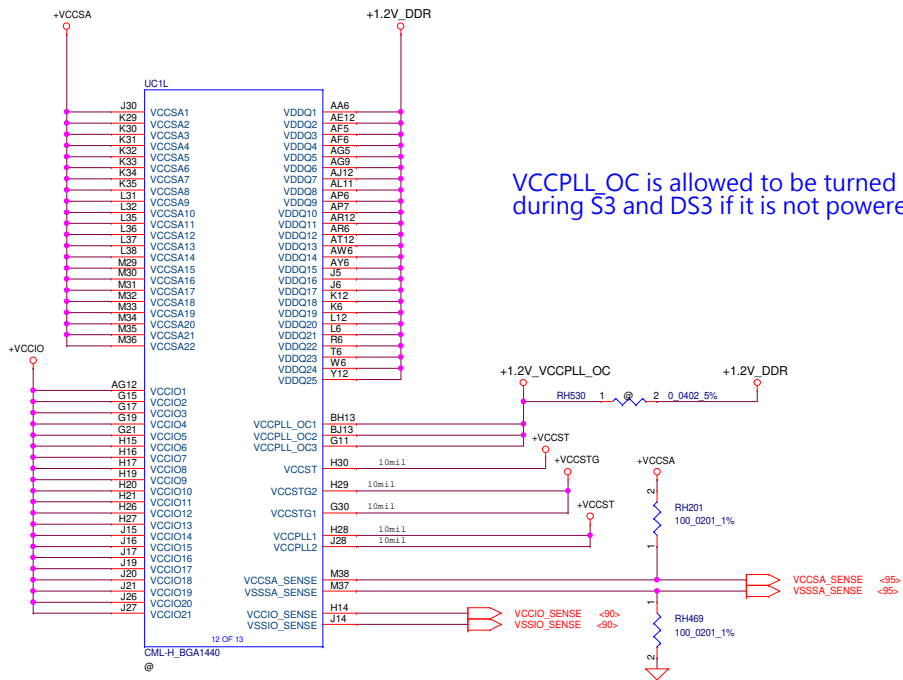 +VCCSA
+1.2V_DDR
UC1L
J30 VCCSA1 VDDQ1 AA6
K29 VCCSA2 VDDQ2 AE12
K30 VCCSA3 VDDQ3 AF5
K31 VCCSA4 VDDQ4 AF6
K32 VCCSA5 VDDQ5 AG5
K33 VCCSA6 VDDQ6 AG9
K34 VCCSA7 VDDQ7 AJ12
K35 VCCSA8 VDDQ8 AL11
L31 VCCSA9 VDDQ9 AP6
L32 VCCSA10 VDDQ10 AP7
L35 VCCSA11 VDDQ11 AR12
L36 VCCSA12 VDDQ12 AR6
L37 VCCSA13 VDDQ13 AT12
L38 VCCSA14 VDDQ14 AW6
M29 VCCSA15 VDDQ15 AY6
M30 VCCSA16 VDDQ16 J5
M31 VCCSA17 VDDQ17 J6
M32 VCCSA18 VDDQ18 K12
M33 VCCSA19 VDDQ19 K6
M34 VCCSA20 VDDQ20 L12
M35 VCCSA21 VDDQ21 L6
M36 VCCSA22 VDDQ22 R6
VDDQ23 T6
VDDQ24 W6
VDDQ25 Y12
VCCPLL_OC is allowed to be turned
during S3 and DS3 if it is not powere
+VCCIO
AG12 VCCIO1
G15 VCCIO2
G17 VCCIO3
G19 VCCIO4
G21 VCCIO5
H15 VCCIO6
H16 VCCIO7
H17 VCCIO8
H19 VCCIO9
H20 VCCIO10
H21 VCCIO11
H26 VCCIO12
H27 VCCIO13
J15 VCCIO14
J16 VCCIO15
J17 VCCIO16
J19 VCCIO17
J20 VCCIO18
J21 VCCIO19
J26 VCCIO20
J27 VCCIO21
+1.2V_VCCPLL_OC
+1.2V_DDR
RH530 1 @ 2 0_0402_5%
VCCPLL_OC1 BH13
VCCPLL_OC2 BJ13
VCCPLL_OC3 G11
+VCCST
VCCST H30 10mil
+VCCSTG
VCCSTG2 H29 10mil
VCCSTG1 G30 10mil
+VCCST
VCCPLL1 H28 10mil
VCCPLL2 J28 10mil
+VCCSA
2
RH201
100_0201_1%
1
VCCSA_SENSE M38 VCCSA_SENSE <95>
VSSSA_SENSE M37 VSSSA_SENSE <95>
VCCIO_SENSE H14 VCCIO_SENSE <90>
VSSIO_SENSE J14 VSSIO_SENSE <90>
1
RH469
100_0201_1%
2
12 OF 13
CML-H_BGA1440
@